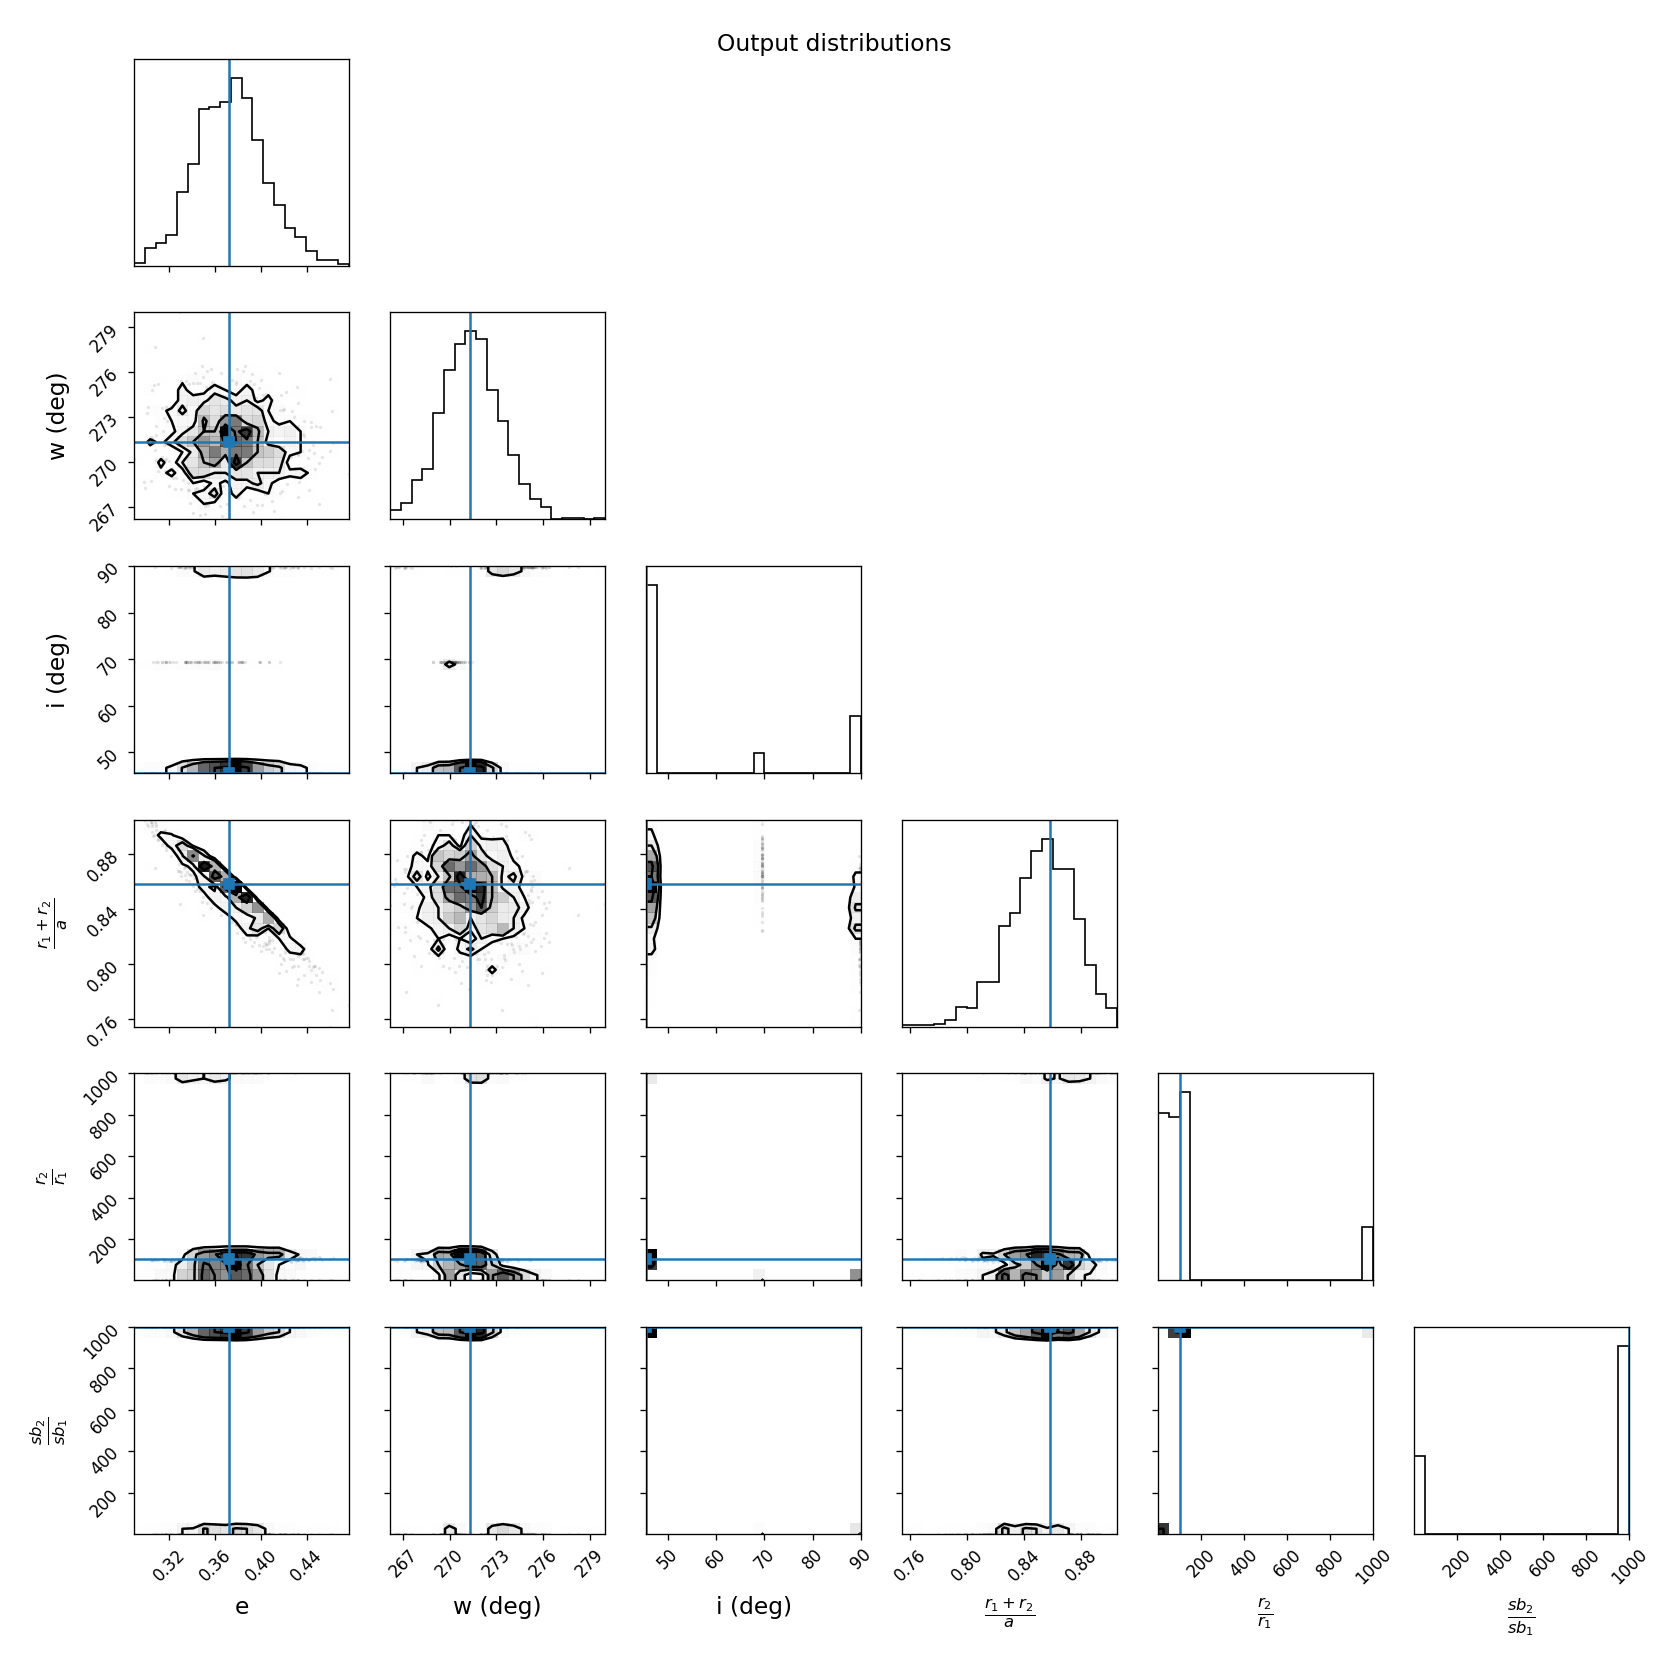 Output distributions
279
276
273
270
267
w (deg)
90
80
70
60
50
i (deg)
0.88
0.84
0.80
0.76
r1 + r2
a
1000
800
600
400
200
r2
r1
1000
800
600
400
200
sb2
sb1
0.32 0.36 0.40 0.44
267 270 273 276 279
50 60 70 80 90
0.76 0.80 0.84 0.88
200 400 600 800 1000
200 400 600 800 1000
e
w (deg)
i (deg)
r1 + r2
a
r2
r1
sb2
sb1